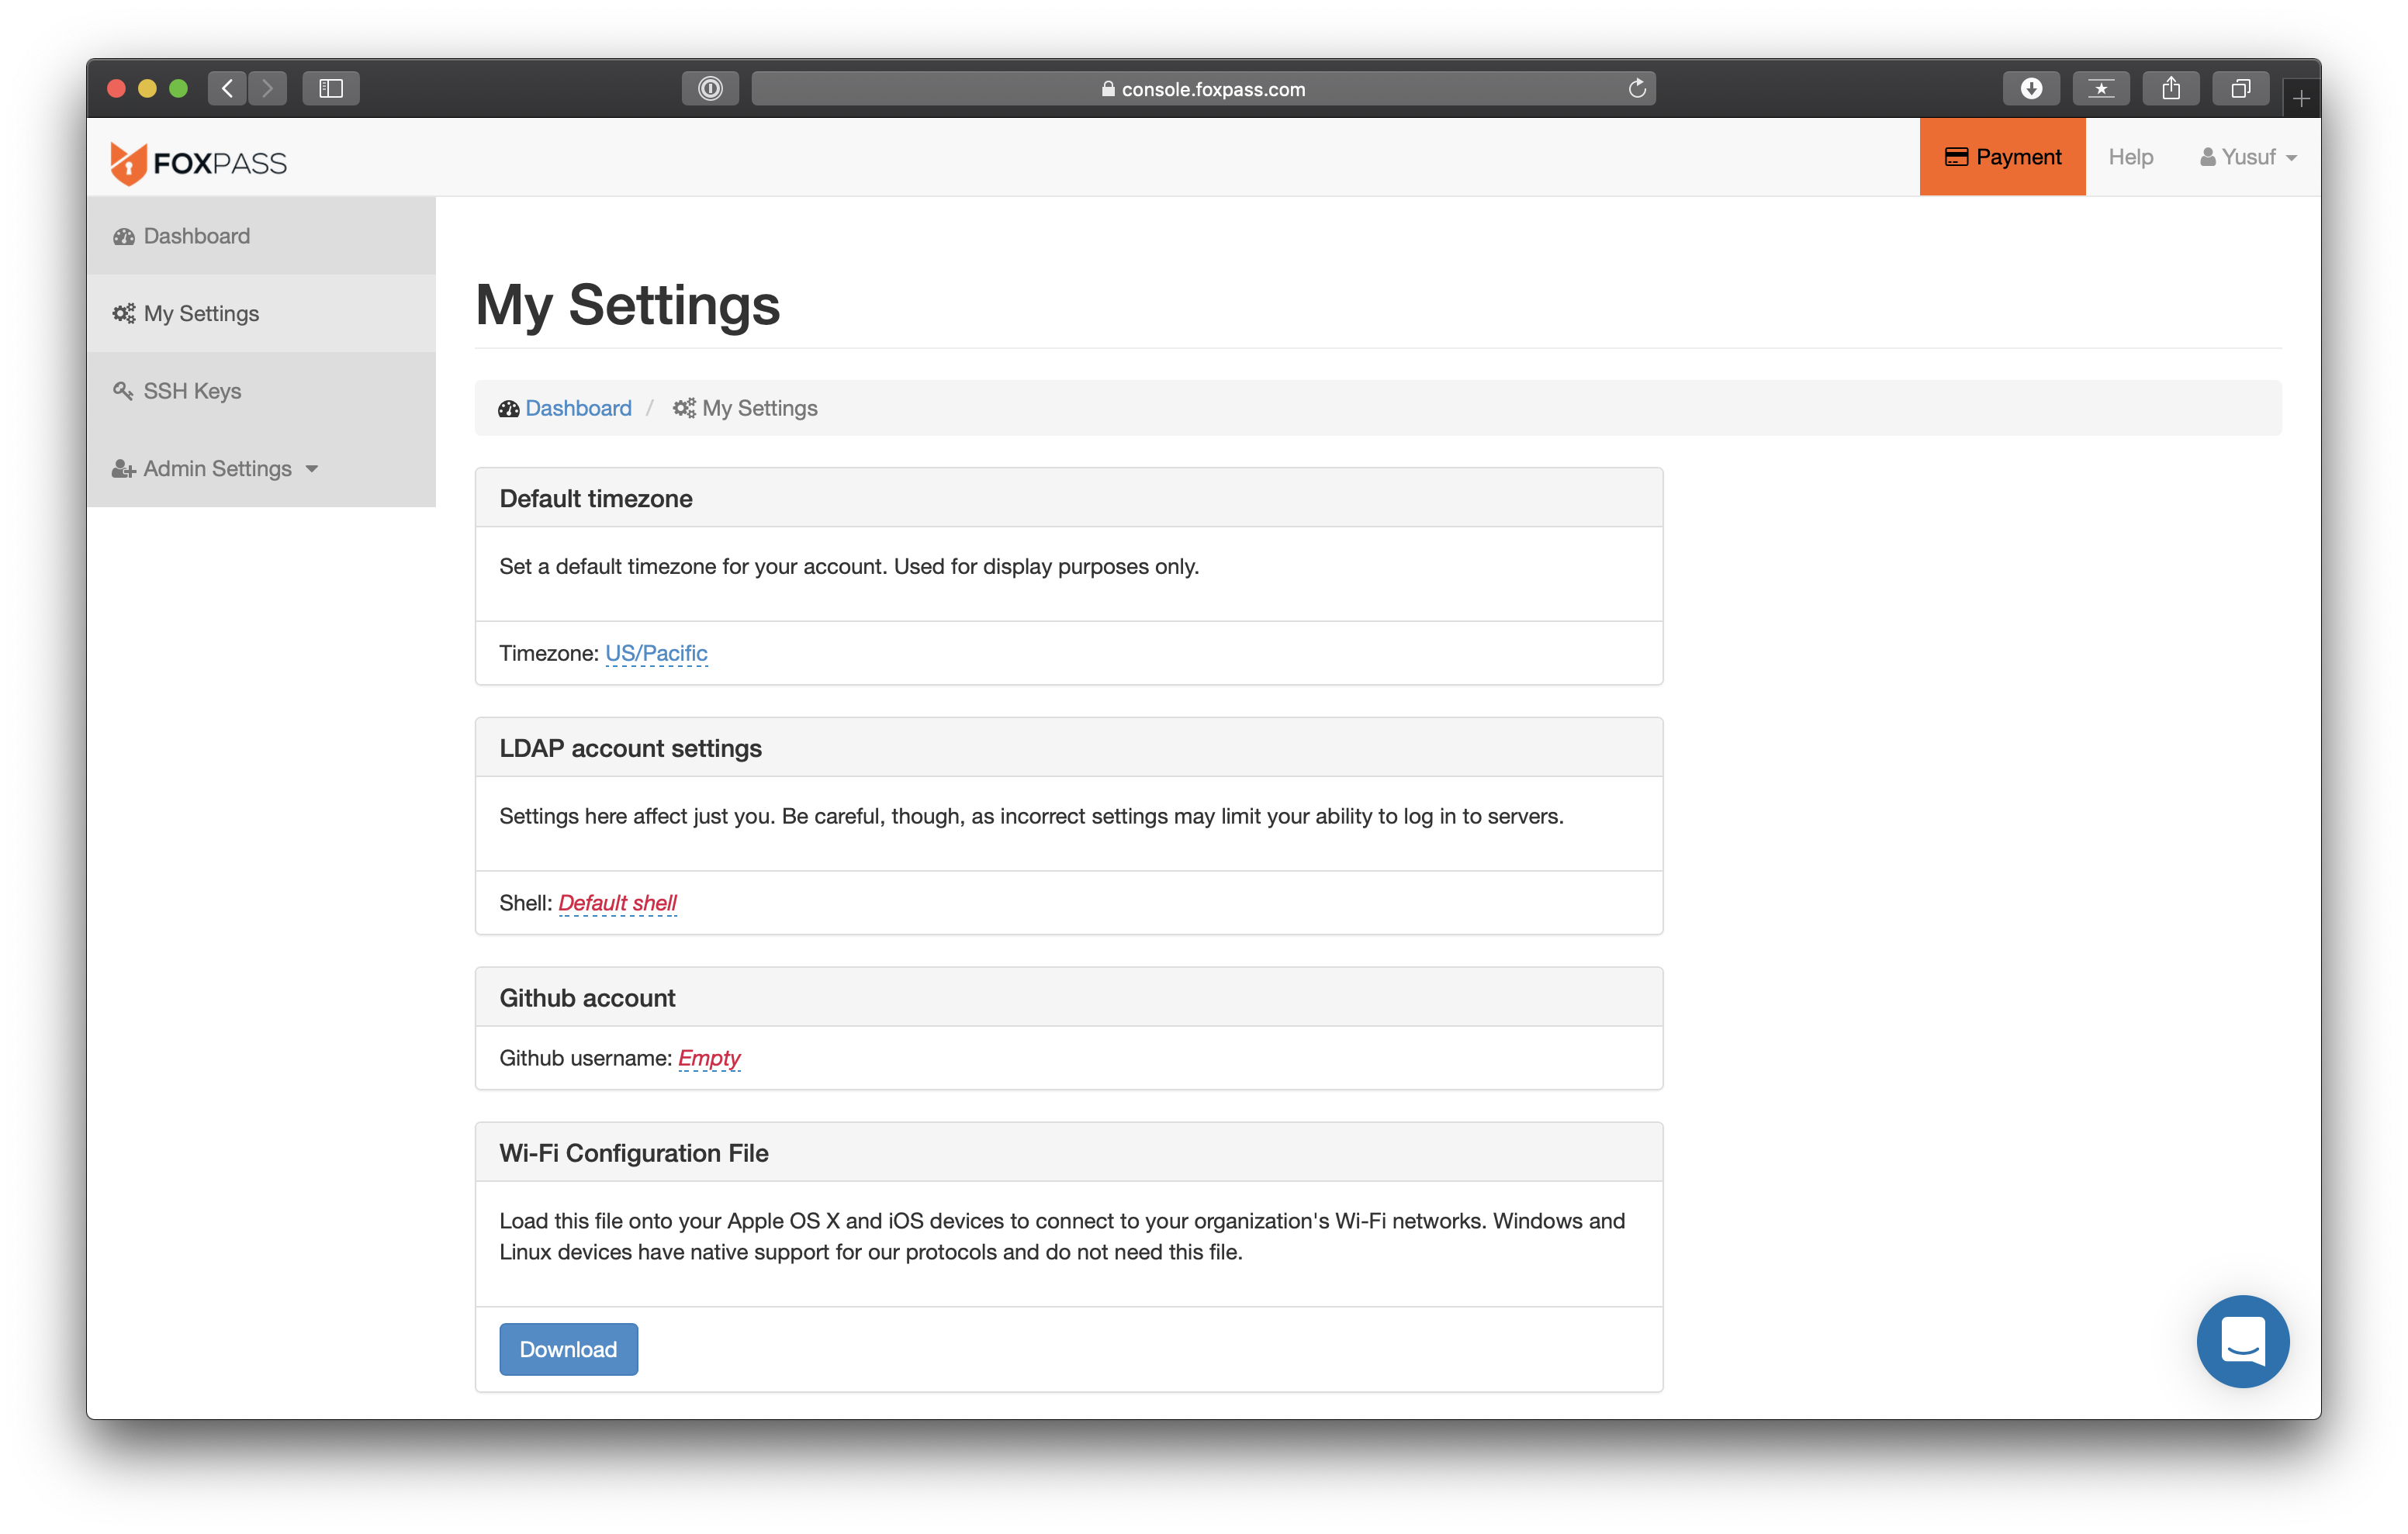 console.foxpass.com
FOXPASS
Payment
Help
Yusuf
Dashboard
My Settings
SSH Keys
Admin Settings
My Settings
Dashboard / My Settings
Default timezone
Set a default timezone for your account. Used for display purposes only.
Timezone: US/Pacific
LDAP account settings
Settings here affect just you. Be careful, though, as incorrect settings may limit your ability to log in to servers.
Shell: Default shell
Github account
Github username: Empty
Wi-Fi Configuration File
Load this file onto your Apple OS X and iOS devices to connect to your organization's Wi-Fi networks. Windows and
Linux devices have native support for our protocols and do not need this file.
Download